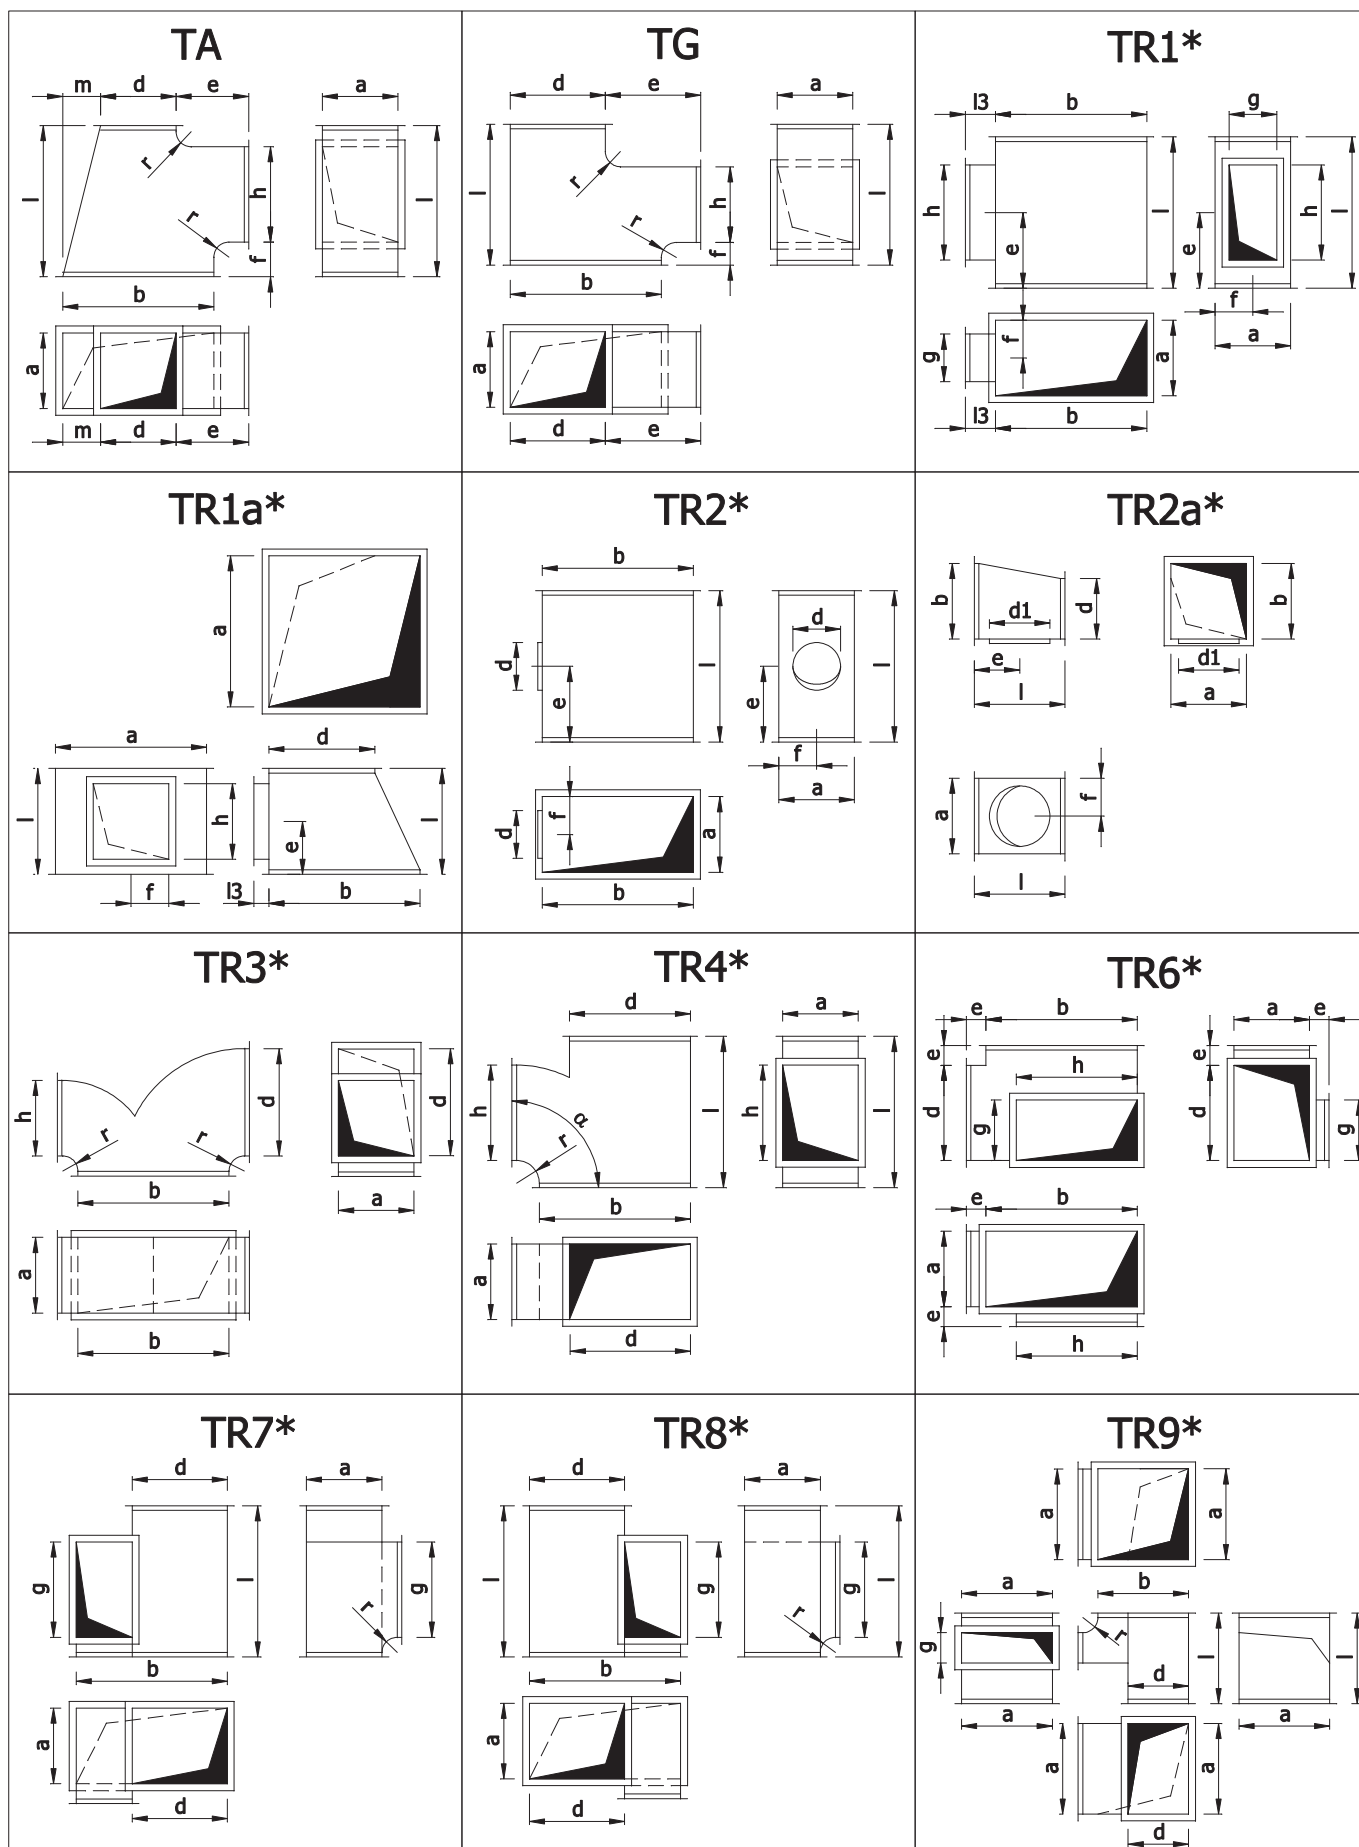 TA
m d e a
l r h l
r f
b
a
m d e
TG
d e a
l r h l
r f
b
a
d e
TR1*
l3 b g
h e l e h l
f a
g f a
l3 b
TR1a*
a
a d
l h e l
f l3 b
TR2*
b
d e l d e l
f
a
d f a
b
TR2a*
b d1 d b
e d1
l a
a f
l
TR3*
h r r d d
b a
a
b
TR4*
d a
h α r l h l
b
a
d
TR6*
e b a e
e h e
d g d g
e b
a
e
h
TR7*
d a
g l r g
b
a
d
TR8*
d a
l g r g l
b
a
d
TR9*
a a
a b
g r d l l
a a
a a
d